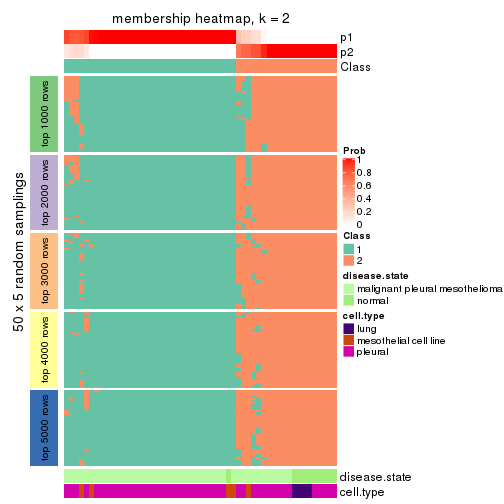 membership heatmap, k = 2
p1
p2
Class
50 x 5 random samplings
top 1000 rows
top 2000 rows
top 3000 rows
top 4000 rows
top 5000 rows
Prob
1
0.8
0.6
0.4
0.2
0
Class
1
2
disease.state
malignant pleural mesothelioma
normal
cell.type
lung
mesothelial cell line
pleural
disease.state
cell.type